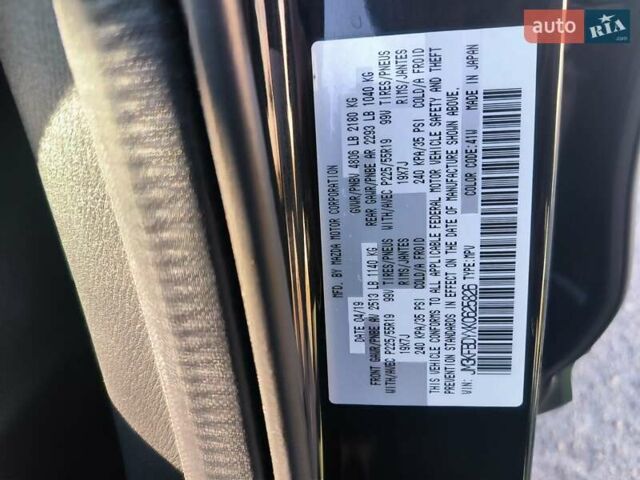 auto RIA.com
MFD. BY MAZDA MOTOR CORPORATION
DATE 04/19 GVWR/PNBV 4806 LB 2180 KG
FRONT GAWR/PNBE AV 2513 LB 1140 KG REAR GAWR/PNBE AR 2293 LB 1040 KG
WITH/AVEC P225/55R19 99V TIRES/PNEUS WITH/AVEC P225/55R19 99V TIRES/PNEUS
19X7J RIMS/JANTES 19X7J RIMS/JANTES
240 KPA/35 PSI COLD/A FROID 240 KPA/35 PSI COLD/A FROID
THIS VEHICLE CONFORMS TO ALL APPLICABLE FEDERAL MOTOR VEHICLE SAFETY AND THEFT
PREVENTION STANDARDS IN EFFECT ON THE DATE OF MANUFACTURE SHOWN ABOVE.
VIN: TYPE: MPV COLOR CODE: 41W MADE IN JAPAN